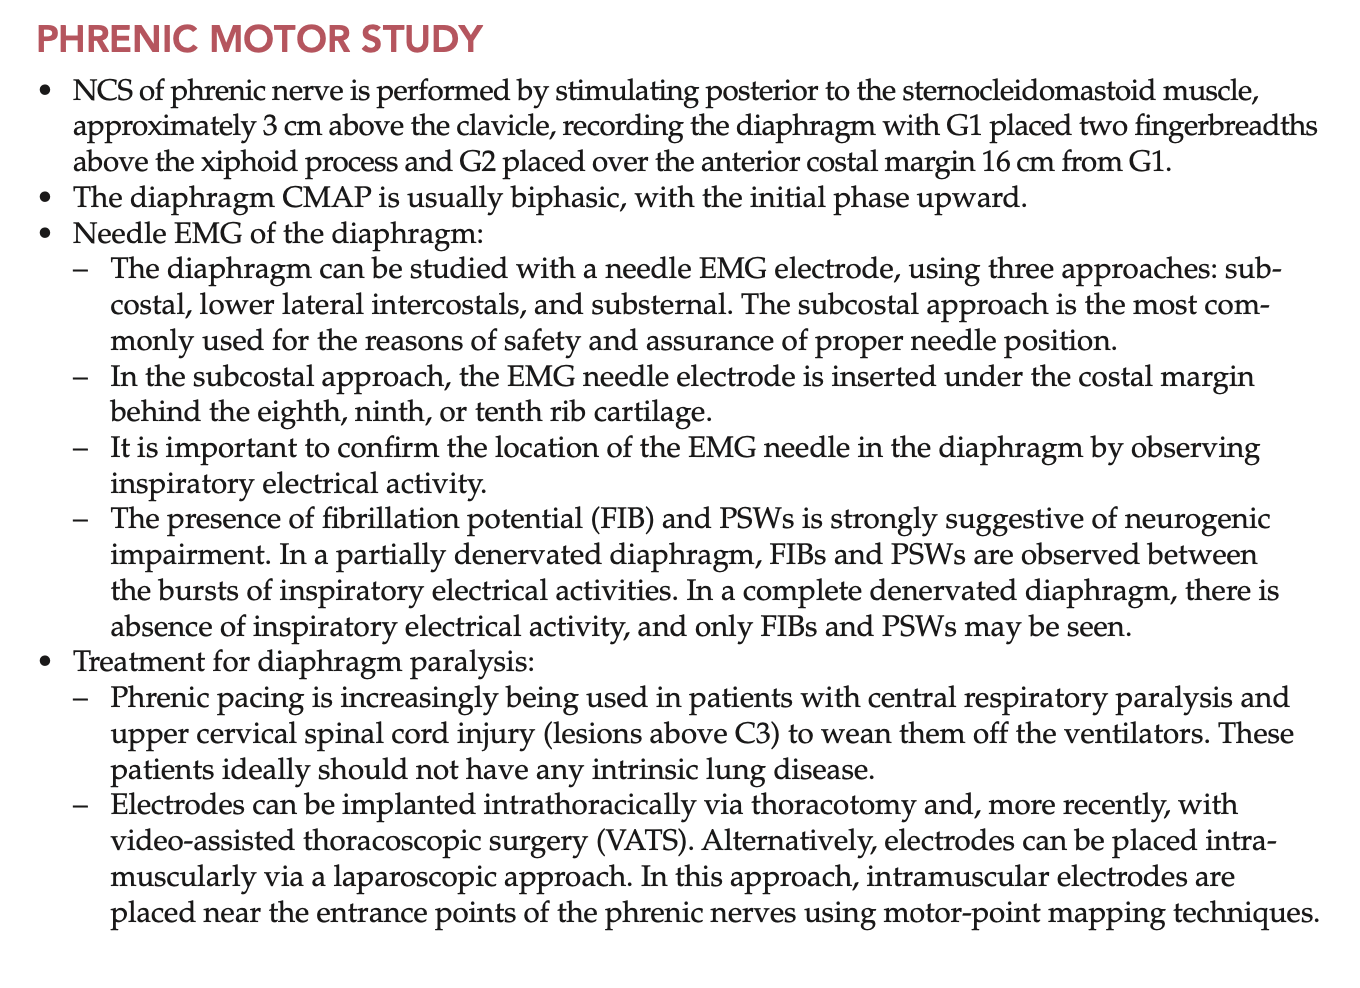 PHRENIC MOTOR STUDY
• NCS of phrenic nerve is performed by stimulating posterior to the sternocleidomastoid muscle,
approximately 3 cm above the clavicle, recording the diaphragm with G1 placed two fingerbreadths
above the xiphoid process and G2 placed over the anterior costal margin 16 cm from G1.
• The diaphragm CMAP is usually biphasic, with the initial phase upward.
• Needle EMG of the diaphragm:
– The diaphragm can be studied with a needle EMG electrode, using three approaches: sub-
costal, lower lateral intercostals, and substernal. The subcostal approach is the most com-
monly used for the reasons of safety and assurance of proper needle position.
– In the subcostal approach, the EMG needle electrode is inserted under the costal margin
behind the eighth, ninth, or tenth rib cartilage.
– It is important to confirm the location of the EMG needle in the diaphragm by observing
inspiratory electrical activity.
– The presence of fibrillation potential (FIB) and PSWs is strongly suggestive of neurogenic
impairment. In a partially denervated diaphragm, FIBs and PSWs are observed between
the bursts of inspiratory electrical activities. In a complete denervated diaphragm, there is
absence of inspiratory electrical activity, and only FIBs and PSWs may be seen.
• Treatment for diaphragm paralysis:
– Phrenic pacing is increasingly being used in patients with central respiratory paralysis and
upper cervical spinal cord injury (lesions above C3) to wean them off the ventilators. These
patients ideally should not have any intrinsic lung disease.
– Electrodes can be implanted intrathoracically via thoracotomy and, more recently, with
video-assisted thoracoscopic surgery (VATS). Alternatively, electrodes can be placed intra-
muscularly via a laparoscopic approach. In this approach, intramuscular electrodes are
placed near the entrance points of the phrenic nerves using motor-point mapping techniques.